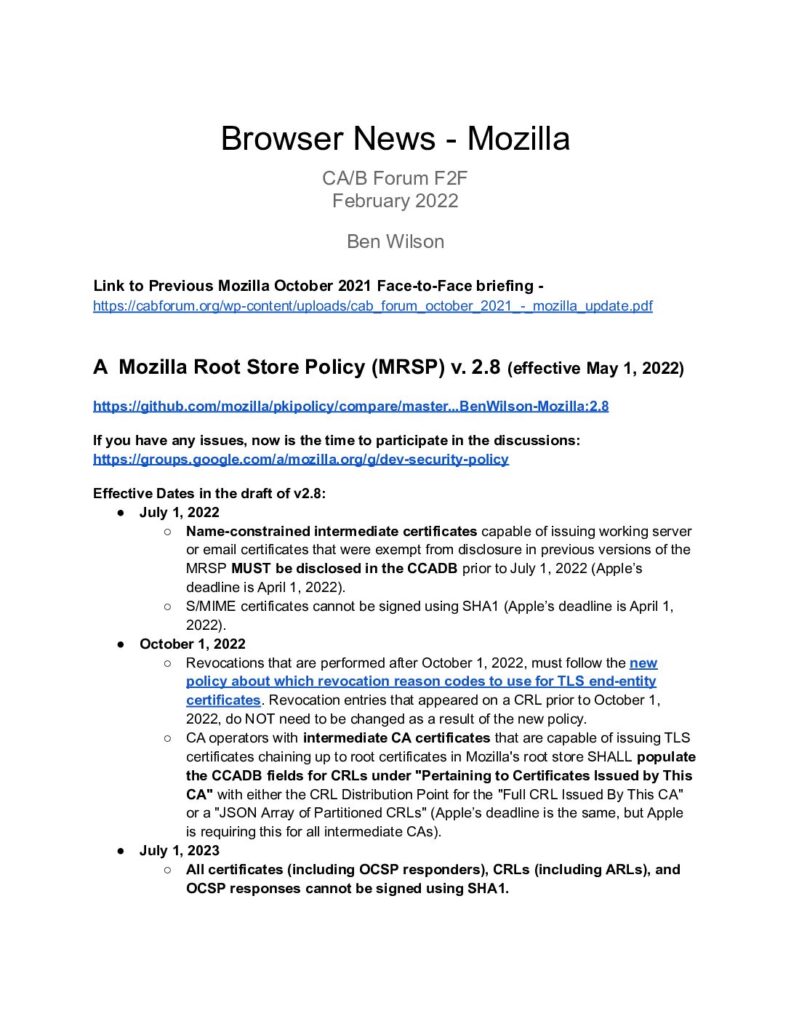 Browser News - Mozilla
CA/B Forum F2F
February 2022
Ben Wilson
Link to Previous Mozilla October 2021 Face-to-Face briefing -
https://cabforum.org/wp-content/uploads/cab_forum_october_2021_-_mozilla_update.pdf
A Mozilla Root Store Policy (MRSP) v. 2.8 (effective May 1, 2022)
https://github.com/mozilla/pkipolicy/compare/master...BenWilson-Mozilla:2.8
If you have any issues, now is the time to participate in the discussions:
https://groups.google.com/a/mozilla.org/g/dev-security-policy
Effective Dates in the draft of v2.8:
● July 1, 2022
○ Name-constrained intermediate certificates capable of issuing working server
or email certificates that were exempt from disclosure in previous versions of the
MRSP MUST be disclosed in the CCADB prior to July 1, 2022 (Apple's
deadline is April 1, 2022).
○ S/MIME certificates cannot be signed using SHA1 (Apple's deadline is April 1,
2022).
● October 1, 2022
○ Revocations that are performed after October 1, 2022, must follow the new
policy about which revocation reason codes to use for TLS end-entity
certificates. Revocation entries that appeared on a CRL prior to October 1,
2022, do NOT need to be changed as a result of the new policy.
○ CA operators with intermediate CA certificates that are capable of issuing TLS
certificates chaining up to root certificates in Mozilla's root store SHALL populate
the CCADB fields for CRLs under "Pertaining to Certificates Issued by This
CA" with either the CRL Distribution Point for the "Full CRL Issued By This CA"
or a "JSON Array of Partitioned CRLs" (Apple's deadline is the same, but Apple
is requiring this for all intermediate CAs).
● July 1, 2023
○ All certificates (including OCSP responders), CRLs (including ARLs), and
OCSP responses cannot be signed using SHA1.